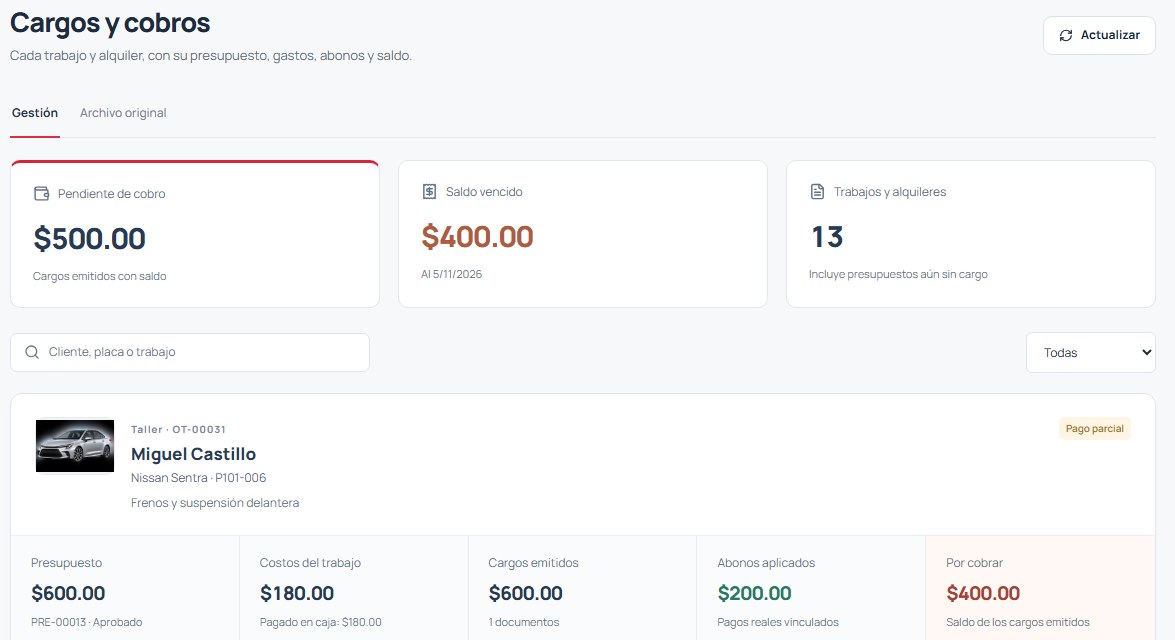 Cargos y cobros
Actualizar
Cada trabajo y alquiler, con su presupuesto, gastos, abonos y saldo.
Gestión Archivo original
Pendiente de cobro
$500.00
Cargos emitidos con saldo
Saldo vencido
$400.00
Al 5/11/2026
Trabajos y alquileres
13
Incluye presupuestos aún sin cargo
Cliente, placa o trabajo
Todas
Taller · OT-00031
Pago parcial
Miguel Castillo
Nissan Sentra · P101-006
Frenos y suspensión delantera
Presupuesto
$600.00
PRE-00013 · Aprobado
Costos del trabajo
$180.00
Pagado en caja: $180.00
Cargos emitidos
$600.00
1 documentos
Abonos aplicados
$200.00
Pagos reales vinculados
Por cobrar
$400.00
Saldo de los cargos emitidos